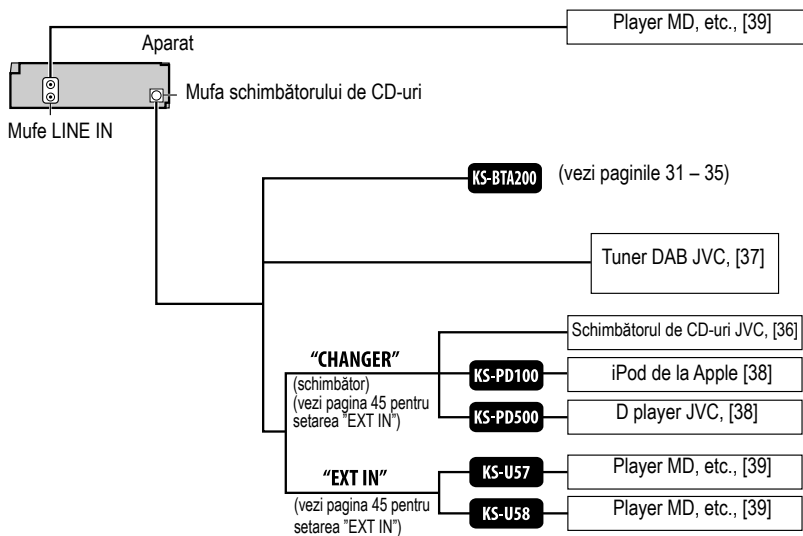 Player MD, etc., [39]
Aparat
Mufa schimbătorului de CD-uri
Mufe LINE IN
KS-BTA200
(vezi paginile 31 – 35)
Tuner DAB JVC, [37]
Schimbătorul de CD-uri JVC, [36]
"CHANGER"
(schimbător)
(vezi pagina 45 pentru
setarea "EXT IN")
KS-PD100
iPod de la Apple [38]
KS-PD500
D player JVC, [38]
"EXT IN"
(vezi pagina 45 pentru
setarea "EXT IN")
KS-U57
Player MD, etc., [39]
KS-U58
Player MD, etc., [39]